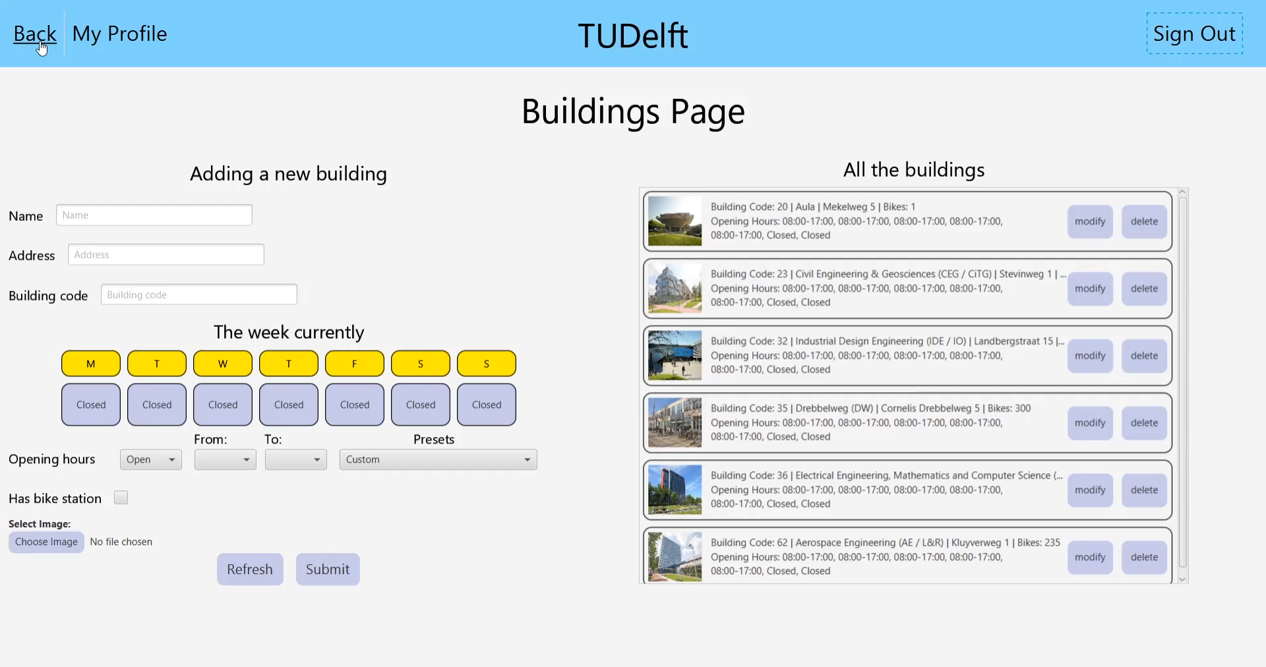 Back My Profile TUDelft Sign Out
Buildings Page
Adding a new building
Name Name
Address Address
Building code Building code
The week currently
M T W T F S S
Closed Closed Closed Closed Closed Closed Closed
From: To: Presets
Opening hours Open Custom
Has bike station
Select Image:
Choose Image No file chosen
Refresh Submit
All the buildings
Building Code: 20 | Aula | Mekelweg 5 | Bikes: 1
Opening Hours: 08:00-17:00, 08:00-17:00, 08:00-17:00, 08:00-17:00,
08:00-17:00, Closed, Closed
modify delete
Building Code: 23 | Civil Engineering & Geosciences (CEG / CiTG) | Stevinweg 1 | ...
Opening Hours: 08:00-17:00, 08:00-17:00, 08:00-17:00, 08:00-17:00,
08:00-17:00, Closed, Closed
modify delete
Building Code: 32 | Industrial Design Engineering (IDE / IO) | Landbergstraat 15 |...
Opening Hours: 08:00-17:00, 08:00-17:00, 08:00-17:00, 08:00-17:00,
08:00-17:00, Closed, Closed
modify delete
Building Code: 35 | Drebbelweg (DW) | Cornelis Drebbelweg 5 | Bikes: 300
Opening Hours: 08:00-17:00, 08:00-17:00, 08:00-17:00, 08:00-17:00,
08:00-17:00, Closed, Closed
modify delete
Building Code: 36 | Electrical Engineering, Mathematics and Computer Science (...
Opening Hours: 08:00-17:00, 08:00-17:00, 08:00-17:00, 08:00-17:00,
08:00-17:00, Closed, Closed
modify delete
Building Code: 62 | Aerospace Engineering (AE / L&R) | Kluyverweg 1 | Bikes: 235
Opening Hours: 08:00-17:00, 08:00-17:00, 08:00-17:00, 08:00-17:00,
08:00-17:00, Closed, Closed
modify delete